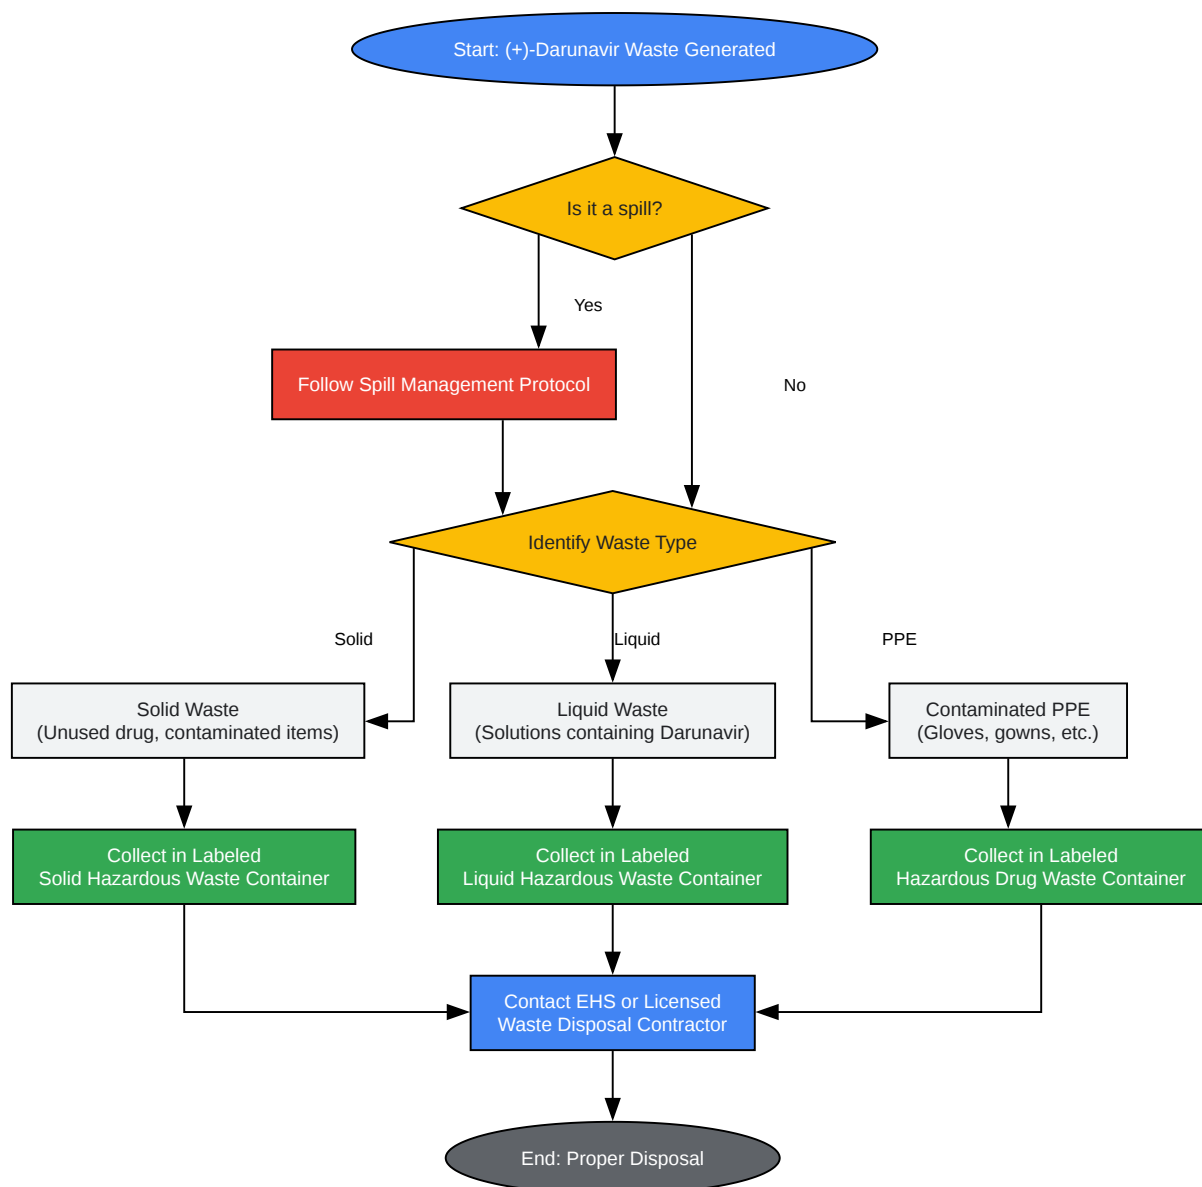 Start: (+)-Darunavir Waste Generated
Is it a spill?
Yes
Follow Spill Management Protocol
No
Identify Waste Type
Solid
Liquid
PPE
Solid Waste
(Unused drug, contaminated items)
Liquid Waste
(Solutions containing Darunavir)
Contaminated PPE
(Gloves, gowns, etc.)
Collect in Labeled
Solid Hazardous Waste Container
Collect in Labeled
Liquid Hazardous Waste Container
Collect in Labeled
Hazardous Drug Waste Container
Contact EHS or Licensed
Waste Disposal Contractor
End: Proper Disposal